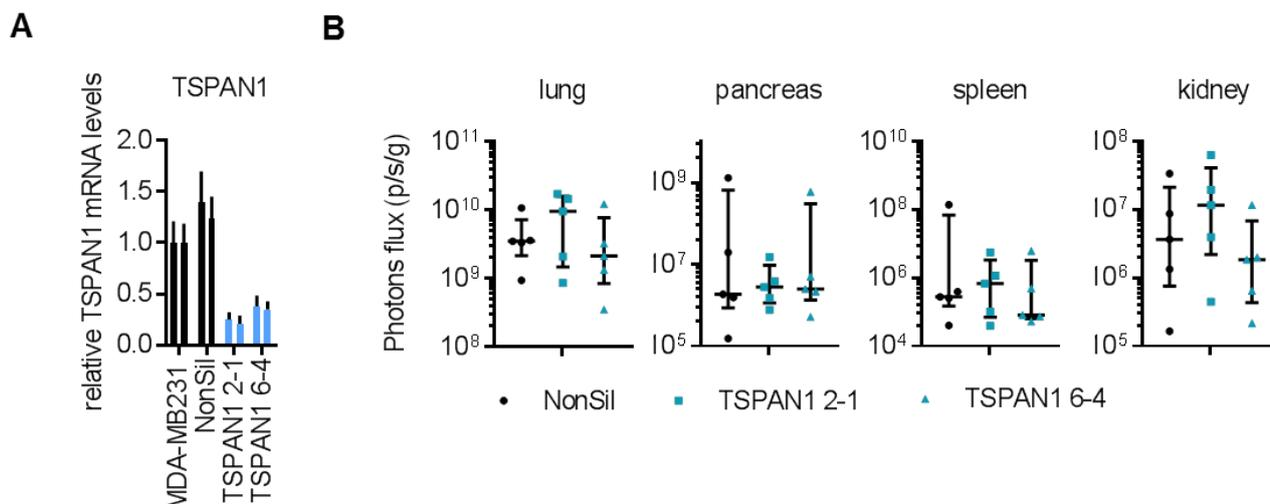 A
B
TSPAN1
relative TSPAN1 mRNA levels
2.0
1.5
1.0
0.5
0.0
MDA-MB231
NonSil
TSPAN1 2-1
TSPAN1 6-4
Photons flux (p/s/g)
lung
10¹¹
10¹⁰
10⁹
10⁸
pancreas
10⁹
10⁷
10⁵
spleen
10¹⁰
10⁸
10⁶
10⁴
kidney
10⁸
10⁷
10⁶
10⁵
NonSil
TSPAN1 2-1
TSPAN1 6-4